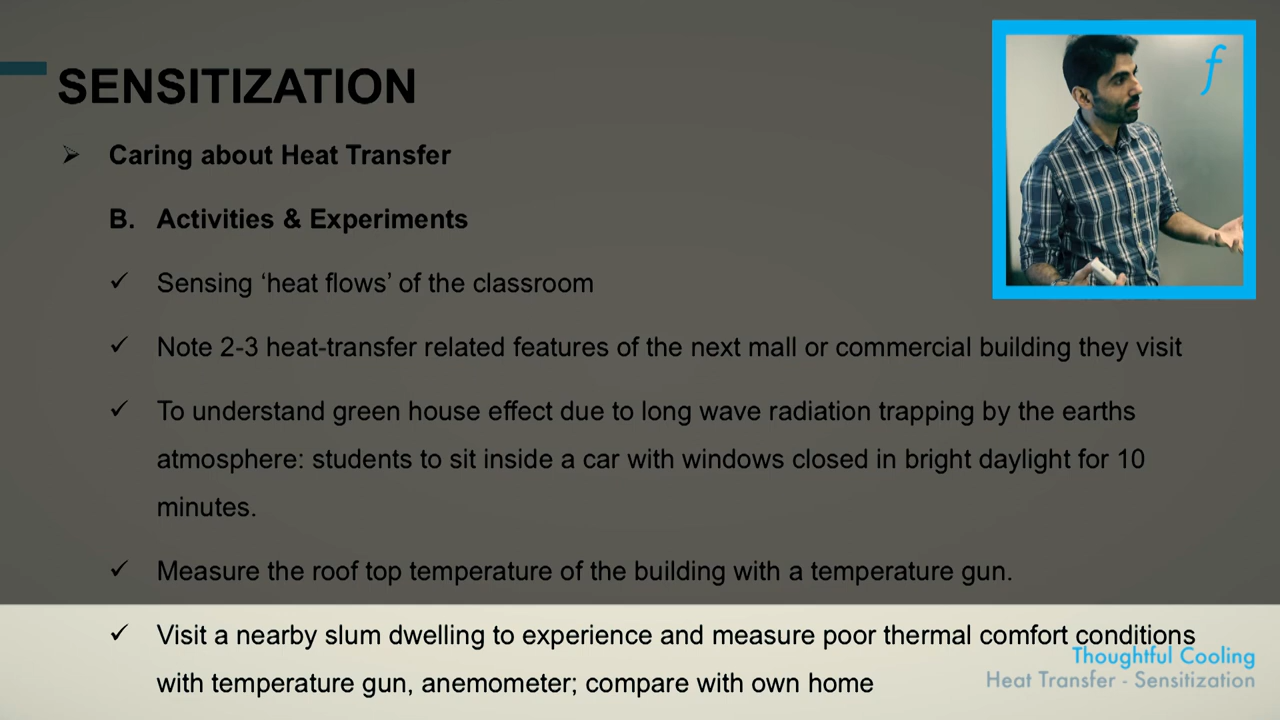 SENSITIZATION
Caring about Heat Transfer
B. Activities & Experiments
Sensing ‘heat flows’ of the classroom
Note 2-3 heat-transfer related features of the next mall or commercial building they visit
To understand green house effect due to long wave radiation trapping by the earths
atmosphere: students to sit inside a car with windows closed in bright daylight for 10
minutes.
Measure the roof top temperature of the building with a temperature gun.
Visit a nearby slum dwelling to experience and measure poor thermal comfort conditions
with temperature gun, anemometer; compare with own home
Thoughtful Cooling
Heat Transfer - Sensitization
f